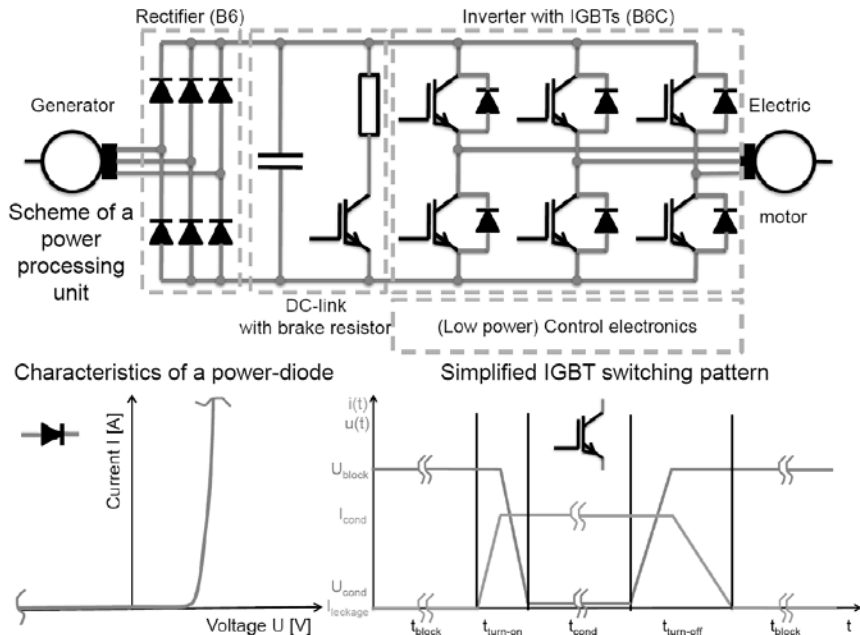 Rectifier (B6)
Inverter with IGBTs (B6C)
Generator
Electric
Scheme of a
power
processing
unit
motor
DC-link
with brake resistor
(Low power) Control electronics
Characteristics of a power-diode
Simplified IGBT switching pattern
Current I [A]
Voltage U [V]
i(t)
u(t)
Ublock
Icond
Ucond
Ileckage
tblock tturn-on tcond tturn-off tblock t